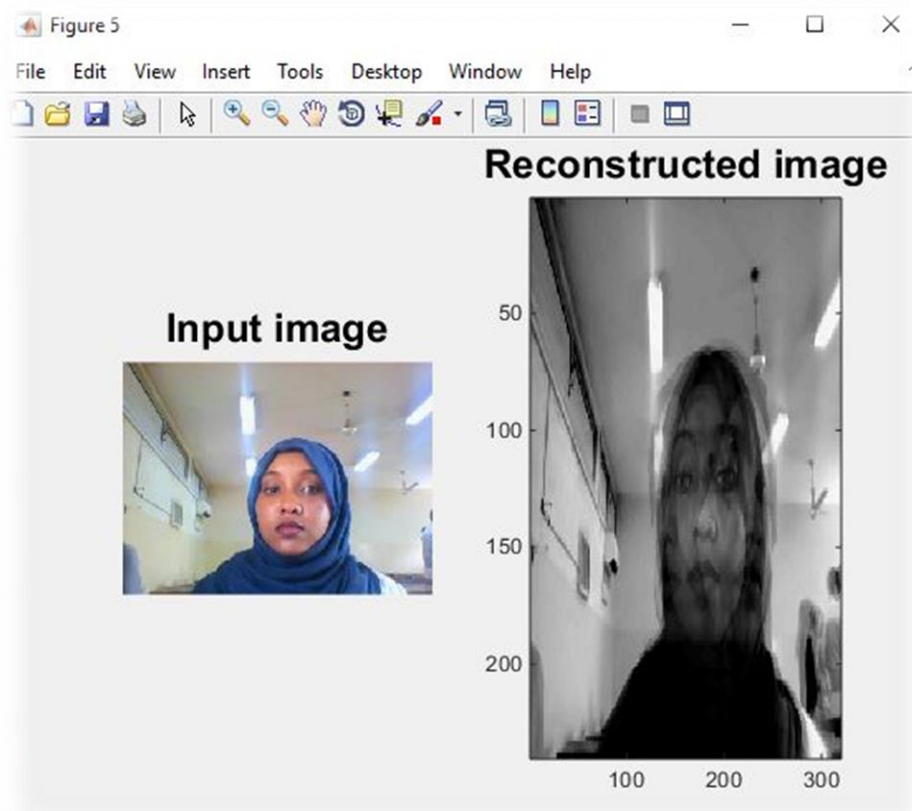 Figure 5
File Edit View Insert Tools Desktop Window Help
Reconstructed image
Input image
50
100
150
200
100 200 300